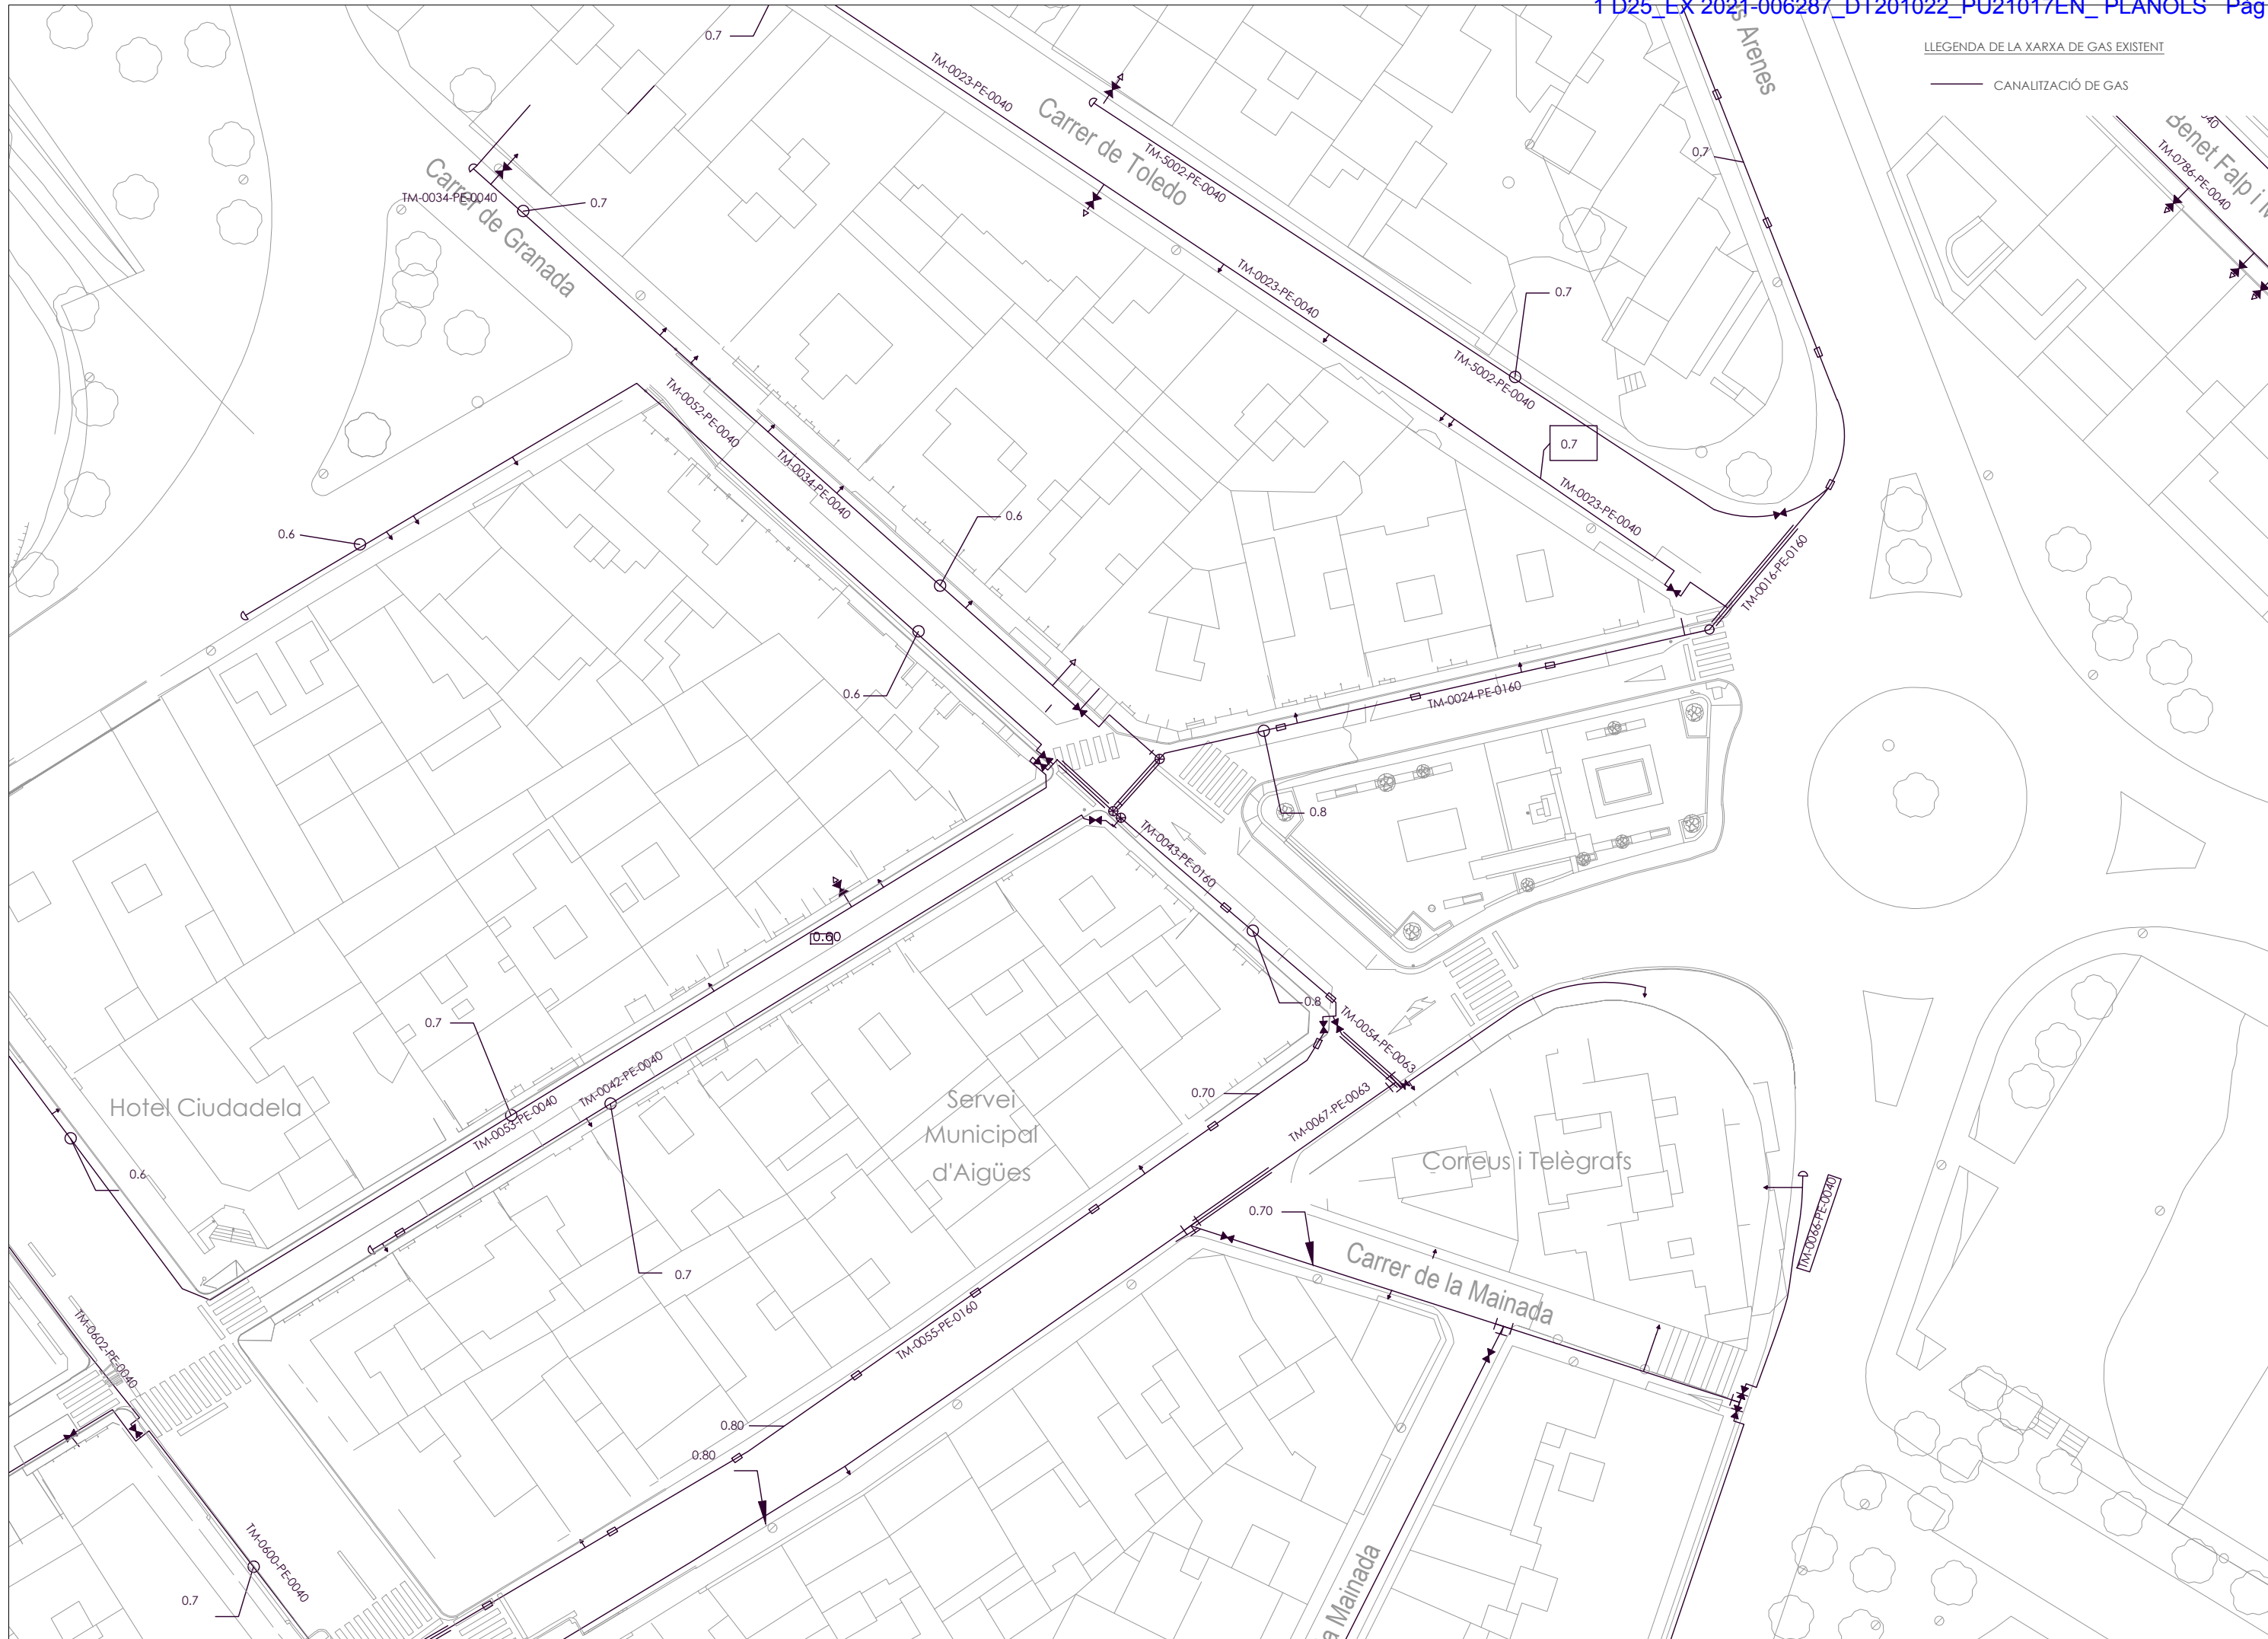 1 D25_EX 2021-006287_DT201022_PU21017EN_ PLANOLS Pàg
LLEGENDA DE LA XARXA DE GAS EXISTENT
CANALITZACIÓ DE GAS
0.7
TM-0023-PE-0040
Carrer de Toledo
TM-5002-PE-0040
Arenes
0.7
Benet Falp i
TM-0786-PE-0040
40
TM-0034-PE-0040
Carrer de Granada
0.7
TM-0023-PE-0040
0.7
TM-5002-PE-0040
TM-0052-PE-0040
0.7
TM-0034-PE-0040
TM-0023-PE-0040
0.6
0.6
TM-0016-PE-0160
0.6
TM-0024-PE-0160
0.8
TM-0043-PE-0160
0.60
0.8
0.7
TM-0054-PE-0063
TM-0042-PE-0040
Hotel Ciudadela
TM-0053-PE-0040
Servei
Municipal
d'Aigües
0.70
TM-0067-PE-0063
Correus i Telègrafs
0.6
0.70
TM-0066-PE-0040
Carrer de la Mainada
0.7
TM-0602-PE-0040
TM-0055-PE-0160
0.80
0.80
TM-0600-PE-0040
0.7
a Mainada